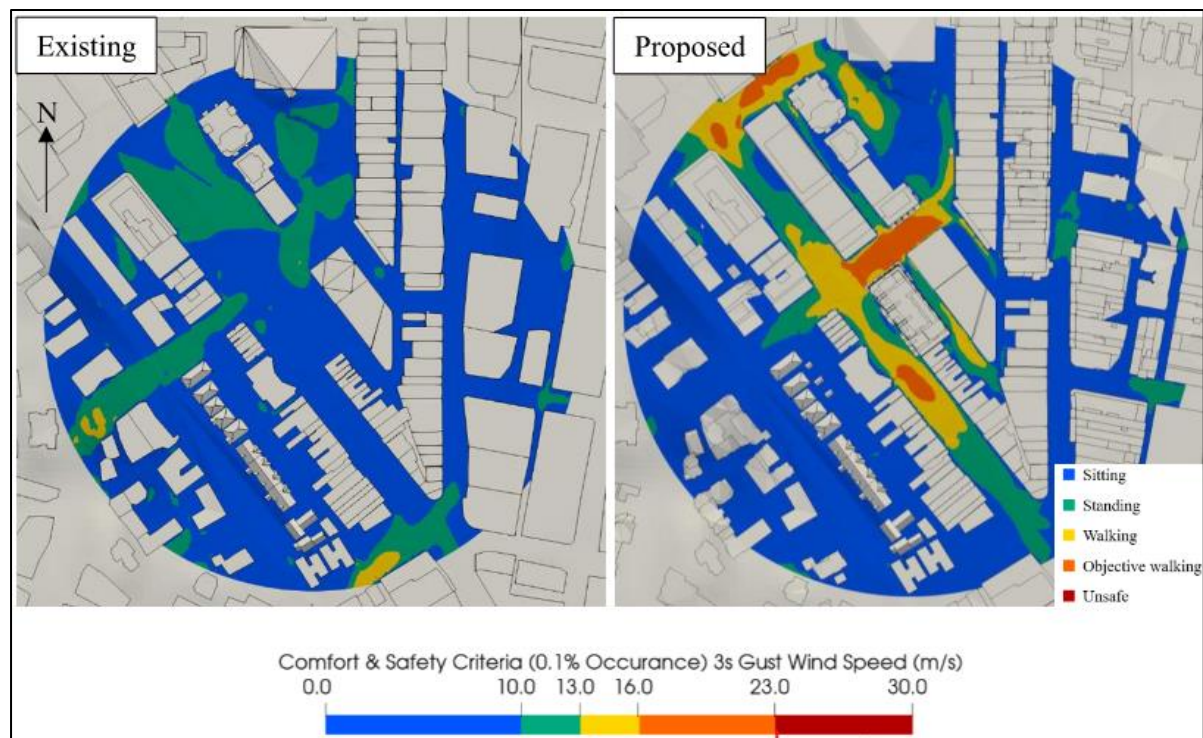 Existing
Proposed
N
Sitting
Standing
Walking
Objective walking
Unsafe
Comfort & Safety Criteria (0.1% Occurance) 3s Gust Wind Speed (m/s)
0.0 10.0 13.0 16.0 23.0 30.0